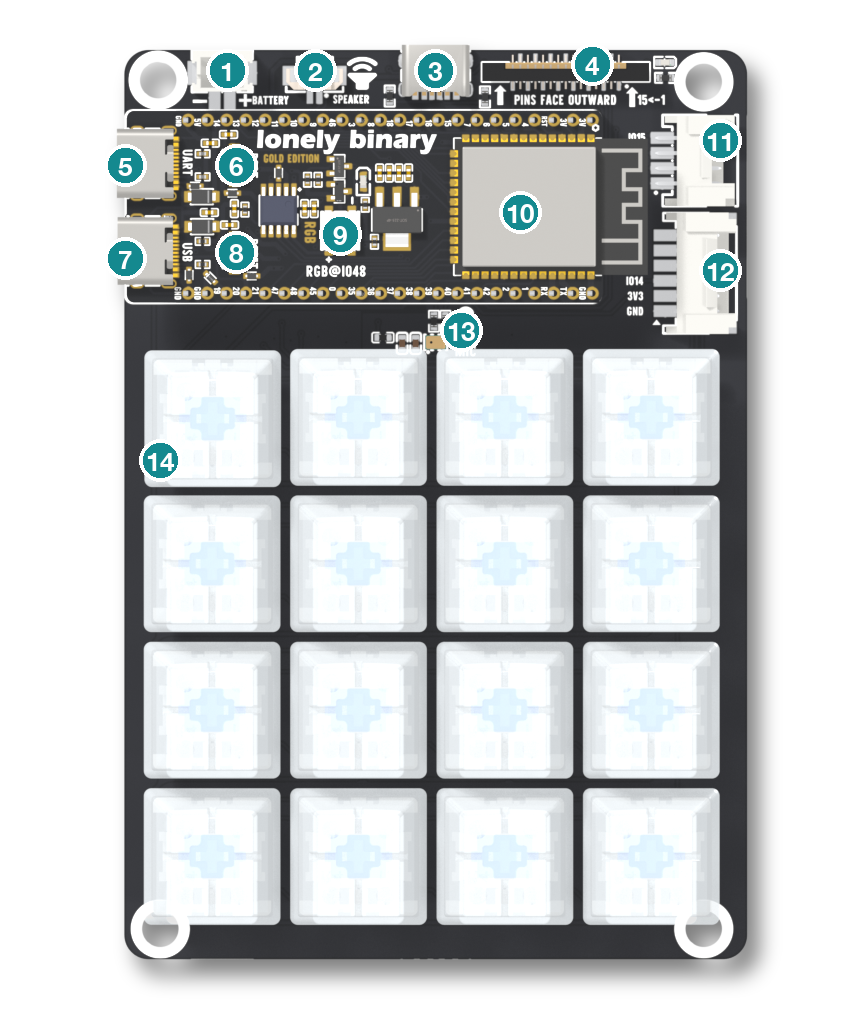 1
2
3
4
BATTERY
SPEAKER
PINS FACE OUTWARD
15<-1
lonely binary
GOLD EDITION
5
UART
6
7
USB
8
9
RGB
RGB@IO48
10
11
IO15
12
IO14
3V3
GND
13
14